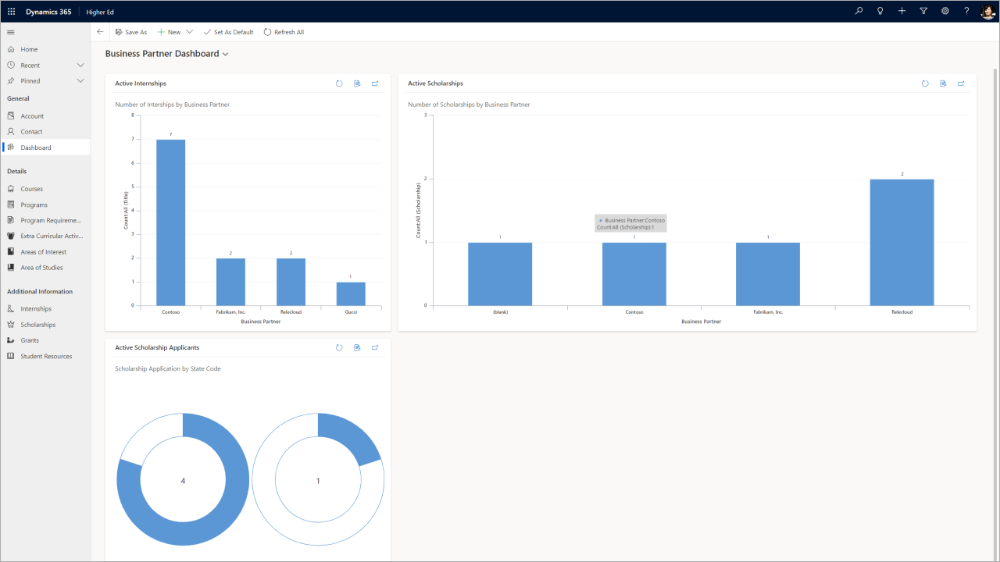 Dynamics 365
Higher Ed
Save As
New
Set As Default
Refresh All
Home
Recent
Pinned
General
Account
Contact
Dashboard
Details
Courses
Programs
Program Requireme...
Extra Curricular Activ...
Areas of Interest
Area of Studies
Additional Information
Internships
Scholarships
Grants
Student Resources
Business Partner Dashboard
Active Internships
Number of Interships by Business Partner
8
7
6
5
4
3
2
1
0
Count:All (Title)
7
2
2
1
Contoso
Fabrikam, Inc.
Relecloud
Gucci
Business Partner
Active Scholarships
Number of Scholarships by Business Partner
3
2
1
0
Count:All (Scholarship)
1
Business Partner:Contoso
Count:All (Scholarship):1
1
1
2
(blank)
Contoso
Fabrikam, Inc.
Relecloud
Business Partner
Active Scholarship Applicants
Scholarship Application by State Code
4
1